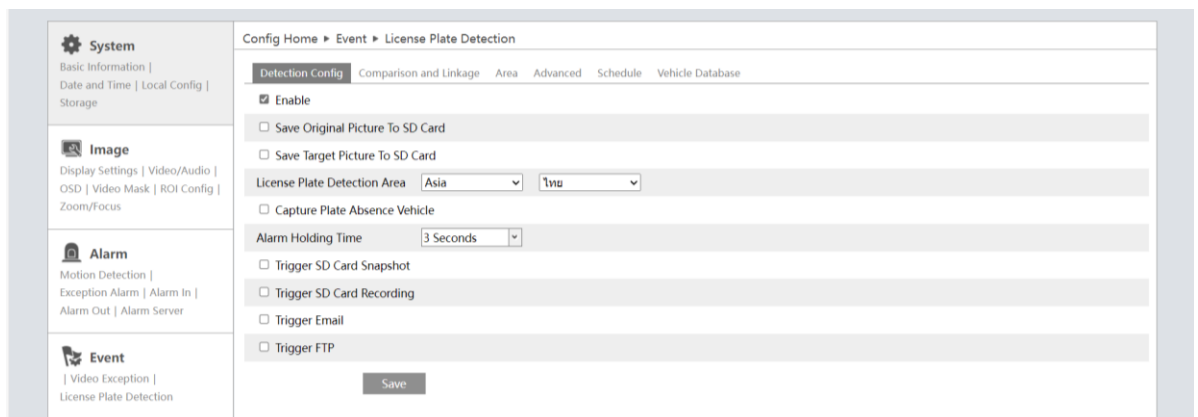 System
Basic Information |
Date and Time | Local Config |
Storage
Image
Display Settings | Video/Audio |
OSD | Video Mask | ROI Config |
Zoom/Focus
Alarm
Motion Detection |
Exception Alarm | Alarm In |
Alarm Out | Alarm Server
Event
| Video Exception |
License Plate Detection
Config Home ▸ Event ▸ License Plate Detection
Detection Config Comparison and Linkage Area Advanced Schedule Vehicle Database
Enable
Save Original Picture To SD Card
Save Target Picture To SD Card
License Plate Detection Area Asia ไทย
Capture Plate Absence Vehicle
Alarm Holding Time 3 Seconds
Trigger SD Card Snapshot
Trigger SD Card Recording
Trigger Email
Trigger FTP
Save